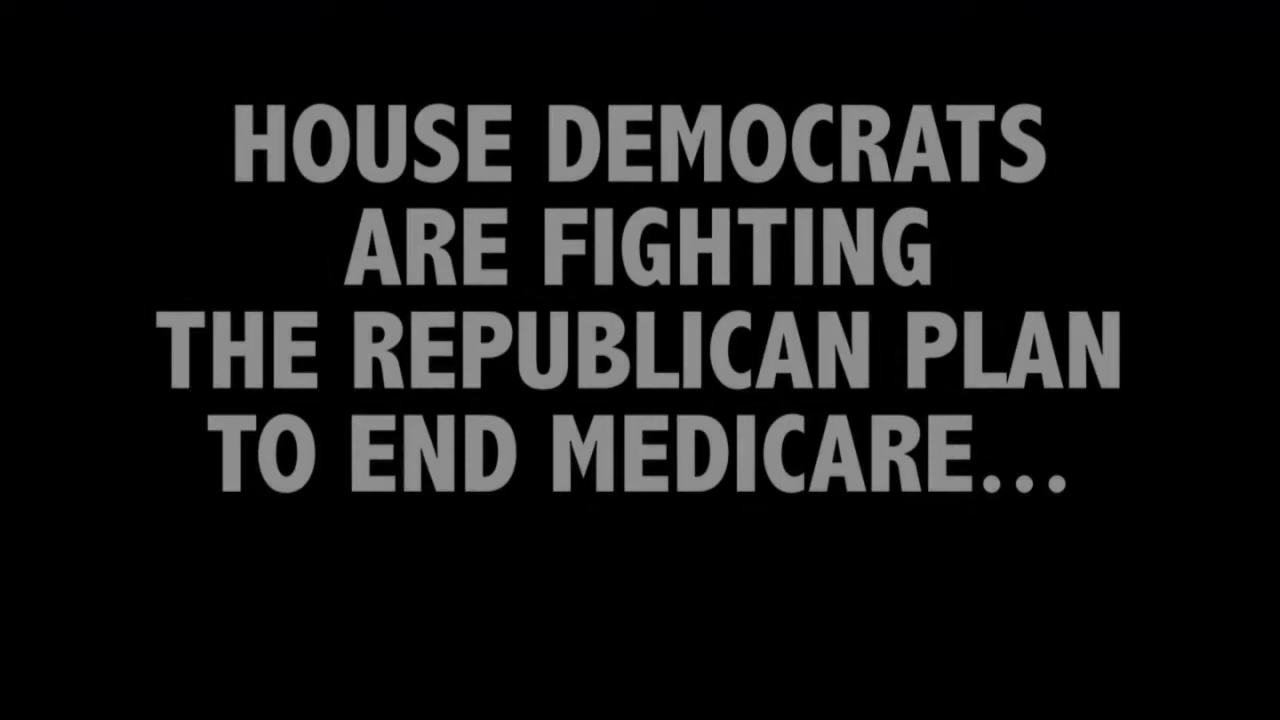 HOUSE DEMOCRATS
ARE FIGHTING
THE REPUBLICAN PLAN
TO END MEDICARE...